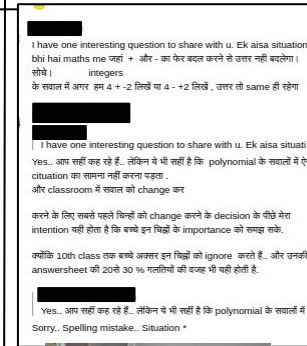 I have one interesting question to share with u. Ek aisa situation
bhi hai maths me जहां + और - का फेर बदल करने से उत्तर नही बदलेगा।
सोचे। integers
के सवाल में अगर हम 4 + -2 लिखें या 4 - +2 लिखें , उत्तर तो same ही रहेगा
I have one interesting question to share with u. Ek aisa situati
Yes.. आप सहीं कह रहे हैं.. लेकिन ये भी सहीं है कि polynomial के सवालों में ऐ
cituation का सामना नहीं करना पड़ता .
और classroom में सवाल को change कर
करने के लिए सबसे पहले चिन्हों को change करने के decision के पीछे मेरा
intention यही होता है कि बच्चे इन चिह्नों के importance को समझ सके.
क्योंकि 10th class तक बच्चे अक्सर इन चिह्नों को ignore करते हैं.. और उनकी
answersheet की 20से 30 % गलतियों की वजह भी यही होती है.
Yes.. आप सहीं कह रहे हैं.. लेकिन ये भी सहीं है कि polynomial के सवालों में
Sorry.. Spelling mistake.. Situation *